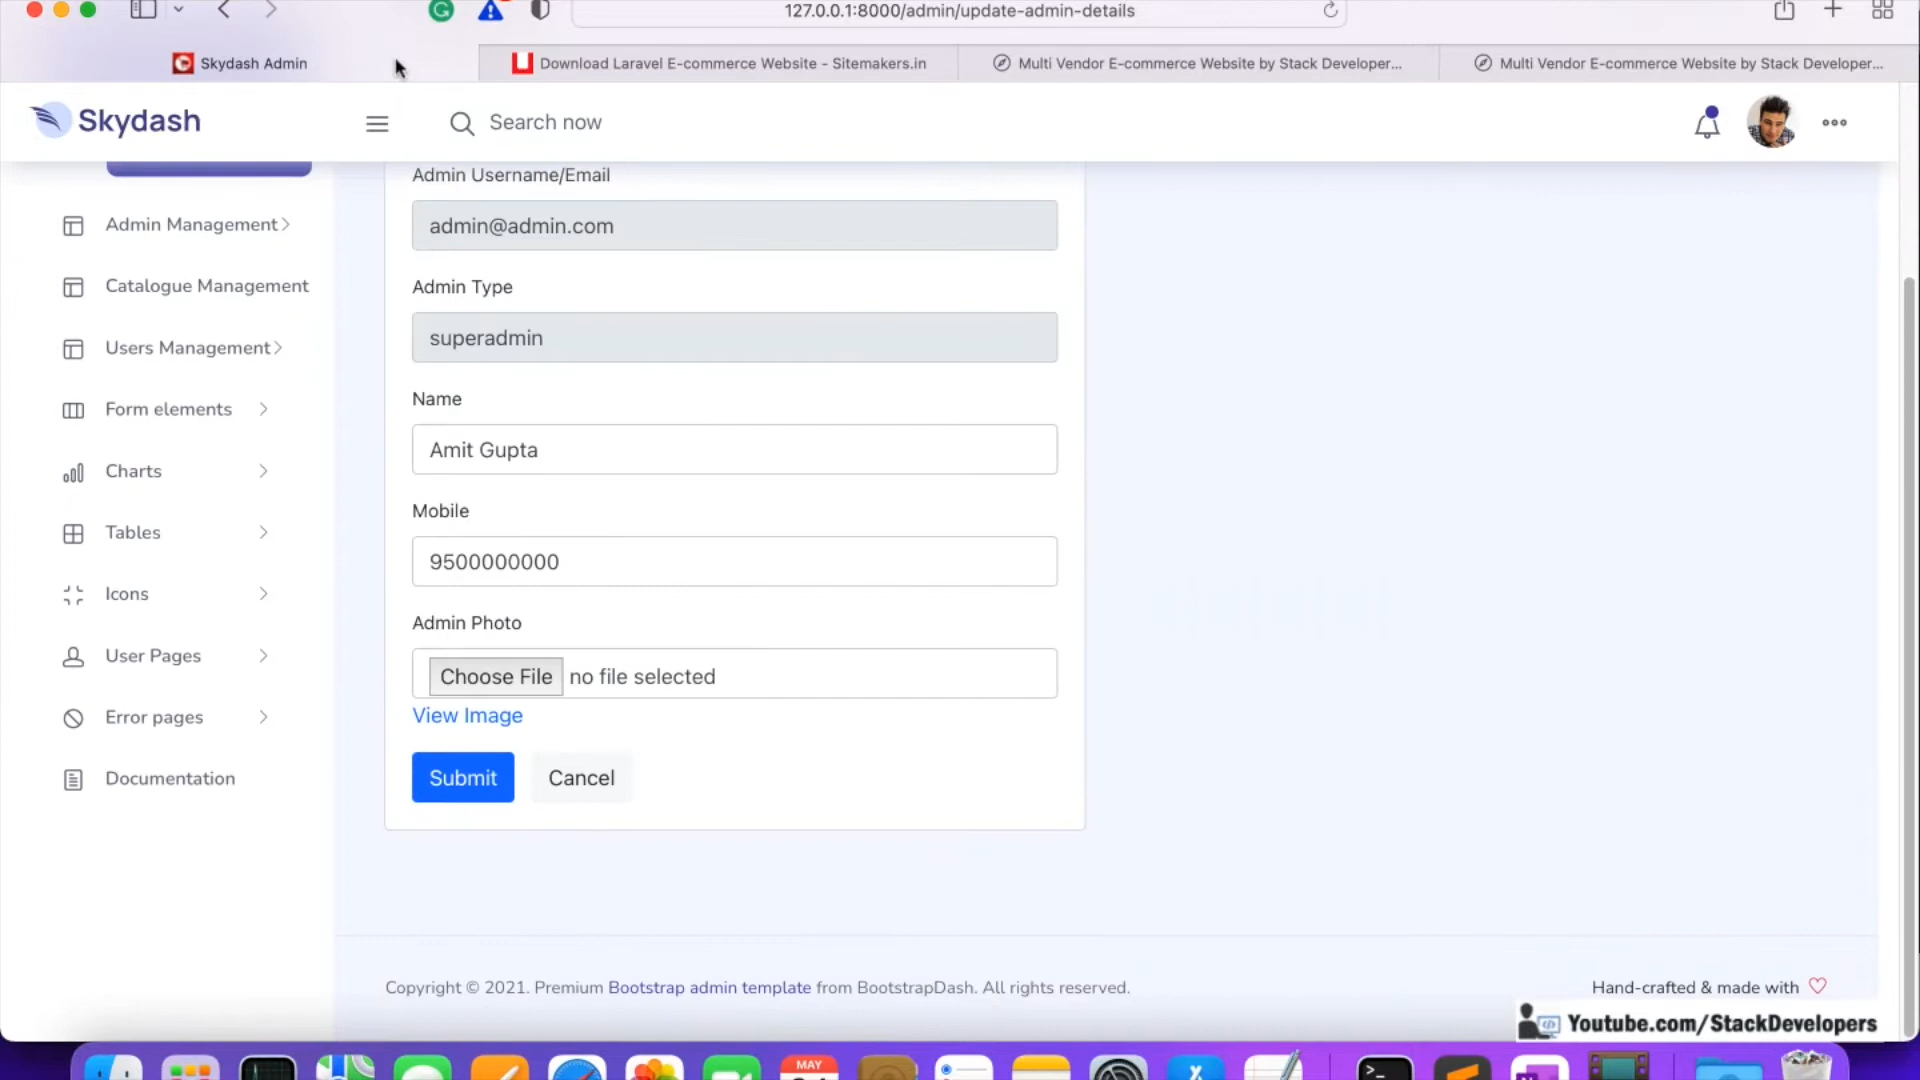 127.0.0.1:8000/admin/update-admin-details
Skydash Admin
Download Laravel E-commerce Website - Sitemakers.in
Multi Vendor E-commerce Website by Stack Developer...
Multi Vendor E-commerce Website by Stack Developer...
Skydash
Search now
Admin Management
Catalogue Management
Users Management
Form elements
Charts
Tables
Icons
User Pages
Error pages
Documentation
Admin Username/Email
admin@admin.com
Admin Type
superadmin
Name
Amit Gupta
Mobile
9500000000
Admin Photo
Choose File no file selected
View Image
Submit
Cancel
Copyright © 2021. Premium Bootstrap admin template from BootstrapDash. All rights reserved.
Hand-crafted & made with
Youtube.com/StackDevelopers
MAY